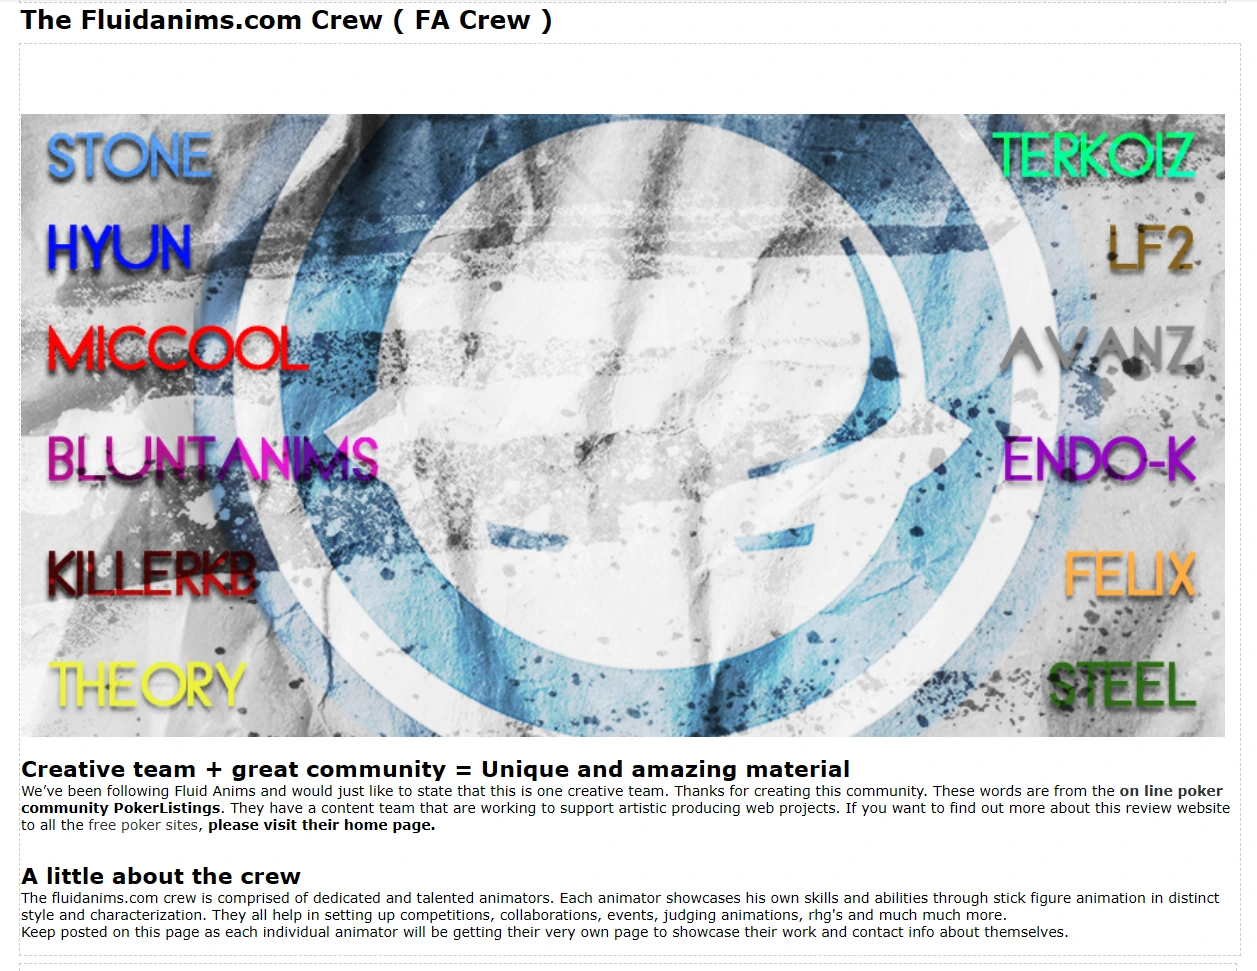 The Fluidanims.com Crew ( FA Crew )
STONE
TERKOIZ
HYUN
LF2
MICCOOL
AVANZ
BLUNTANIMS
ENDO-K
KILLERKB
FELIX
THEORY
STEEL
Creative team + great community = Unique and amazing material
We’ve been following Fluid Anims and would just like to state that this is one creative team. Thanks for creating this community. These words are from the on line poker
community PokerListings. They have a content team that are working to support artistic producing web projects. If you want to find out more about this review website
to all the free poker sites, please visit their home page.
A little about the crew
The fluidanims.com crew is comprised of dedicated and talented animators. Each animator showcases his own skills and abilities through stick figure animation in distinct
style and characterization. They all help in setting up competitions, collaborations, events, judging animations, rhg's and much much more.
Keep posted on this page as each individual animator will be getting their very own page to showcase their work and contact info about themselves.